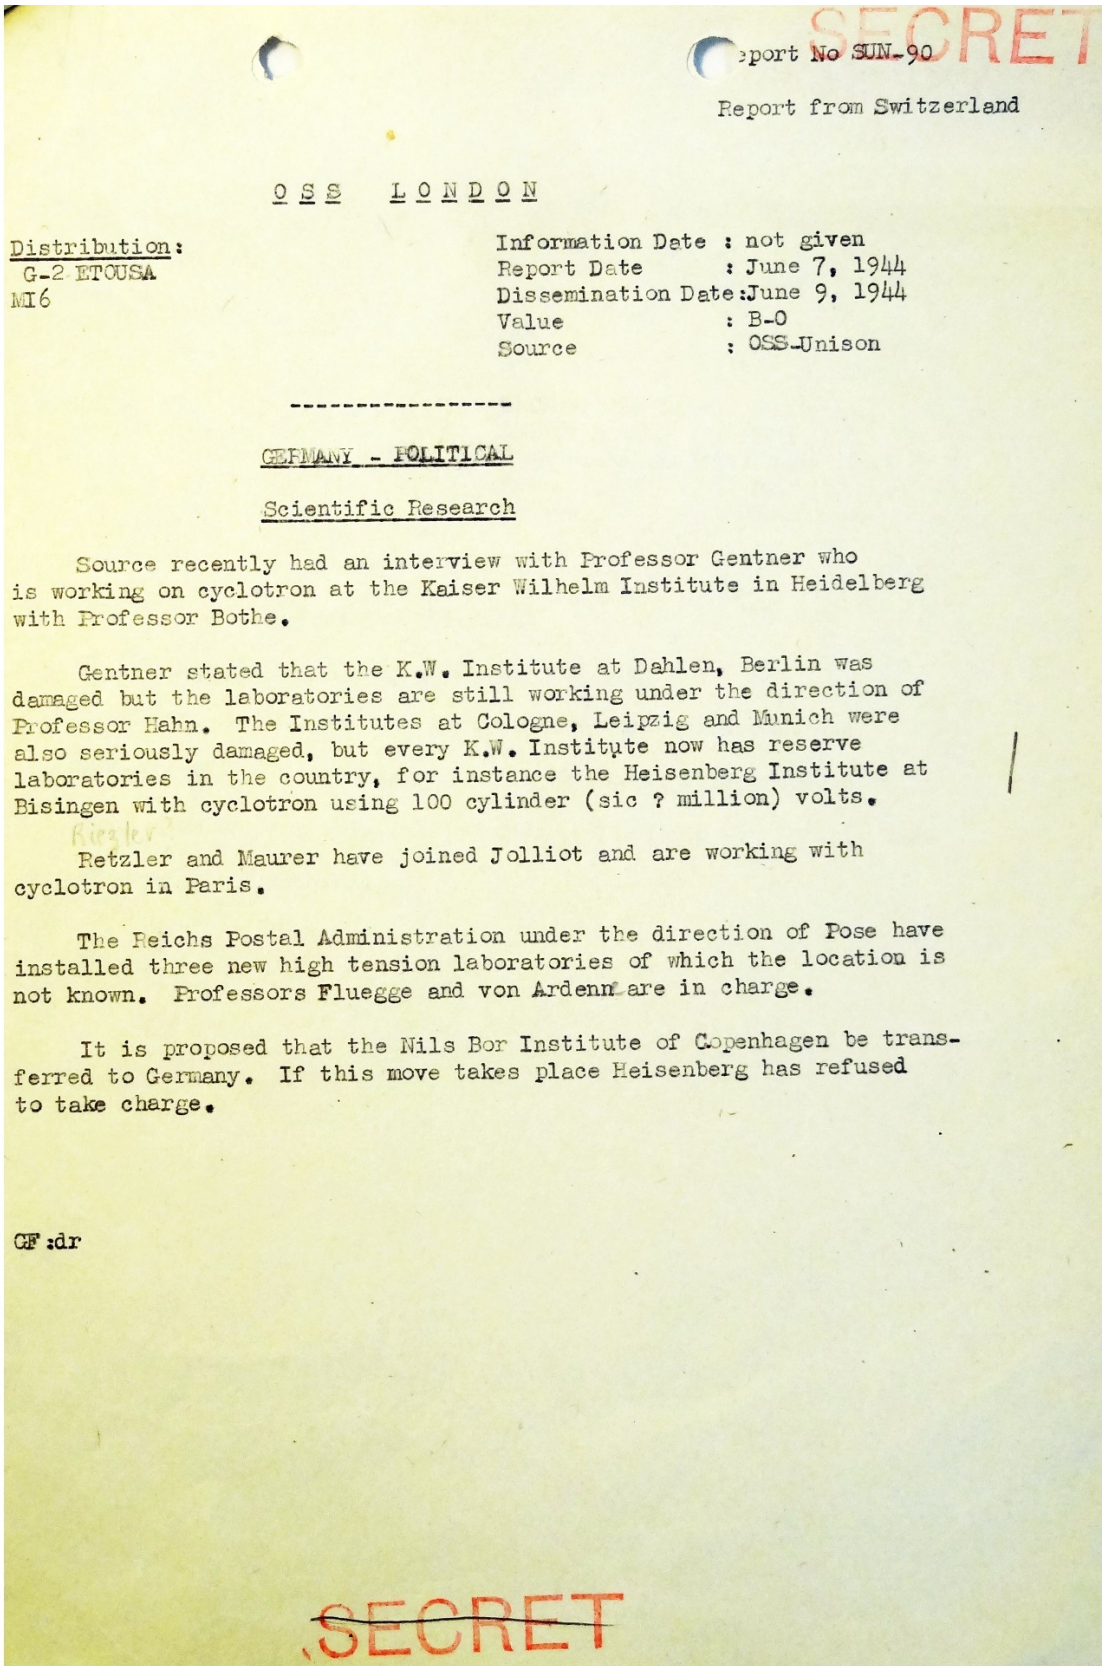 SECRET
eport No SUN-90
Report from Switzerland
OSS LONDON
Distribution:
G-2 ETOUSA
MI6
Information Date : not given
Report Date : June 7, 1944
Dissemination Date:June 9, 1944
Value : B-0
Source : OSS-Unison
-----------------
GERMANY - POLITICAL
Scientific Research
Source recently had an interview with Professor Gentner who
is working on cyclotron at the Kaiser Wilhelm Institute in Heidelberg
with Professor Bothe.
Gentner stated that the K.W. Institute at Dahlen, Berlin was
damaged but the laboratories are still working under the direction of
Professor Hahn. The Institutes at Cologne, Leipzig and Munich were
also seriously damaged, but every K.W. Institute now has reserve
laboratories in the country, for instance the Heisenberg Institute at
Bisingen with cyclotron using 100 cylinder (sic ? million) volts.
Riezler
Retzler and Maurer have joined Jolliot and are working with
cyclotron in Paris.
The Reichs Postal Administration under the direction of Pose have
installed three new high tension laboratories of which the location is
not known. Professors Fluegge and von Ardenne are in charge.
It is proposed that the Nils Bor Institute of Copenhagen be trans-
ferred to Germany. If this move takes place Heisenberg has refused
to take charge.
GF:dr
SECRET